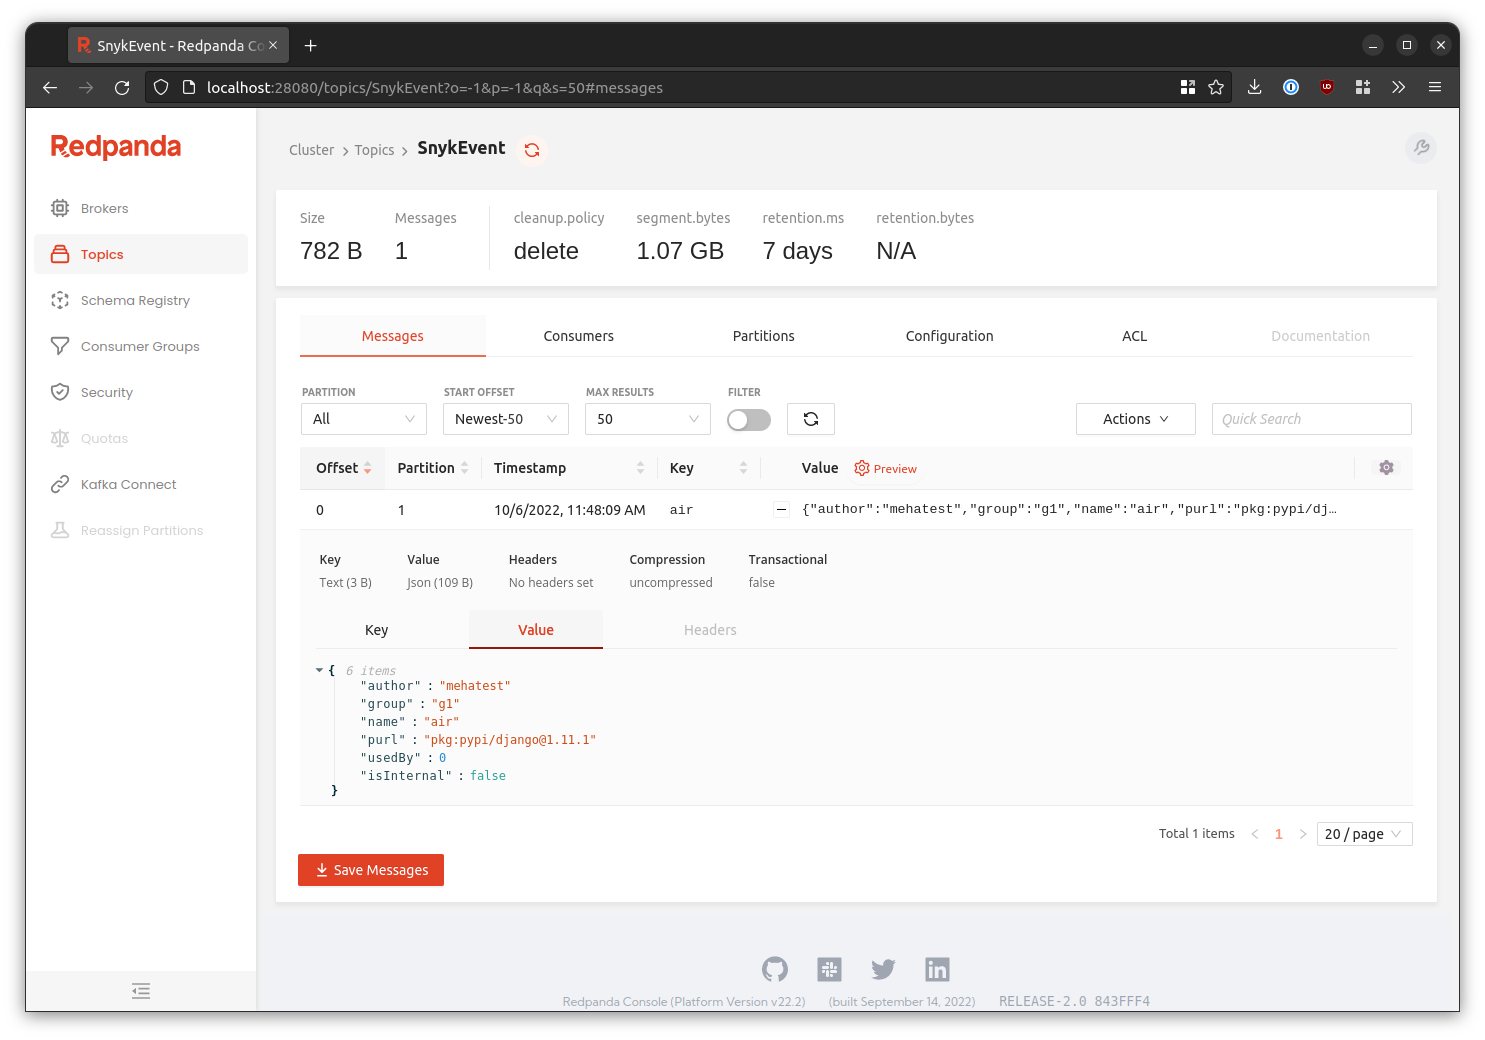 SnykEvent - Redpanda Co
localhost:28080/topics/SnykEvent?o=-1&p=-1&q&s=50#messages
Redpanda
Brokers
Topics
Schema Registry
Consumer Groups
Security
Quotas
Kafka Connect
Reassign Partitions
Cluster > Topics > SnykEvent
Size Messages cleanup.policy segment.bytes retention.ms retention.bytes
782 B 1 delete 1.07 GB 7 days N/A
Messages Consumers Partitions Configuration ACL Documentation
PARTITION START OFFSET MAX RESULTS FILTER
All Newest-50 50 Actions Quick Search
Offset Partition Timestamp Key Value Preview
0 1 10/6/2022, 11:48:09 AM air {"author":"mehatest","group":"g1","name":"air","purl":"pkg:pypi/dj…
Key Value Headers Compression Transactional
Text (3 B) Json (109 B) No headers set uncompressed false
Key Value Headers
{ 6 items
"author" : "mehatest"
"group" : "g1"
"name" : "air"
"purl" : "pkg:pypi/django@1.11.1"
"usedBy" : 0
"isInternal" : false
}
Total 1 items < 1 > 20 / page
Save Messages
Redpanda Console (Platform Version v22.2) (built September 14, 2022) RELEASE-2.0 843FFF4